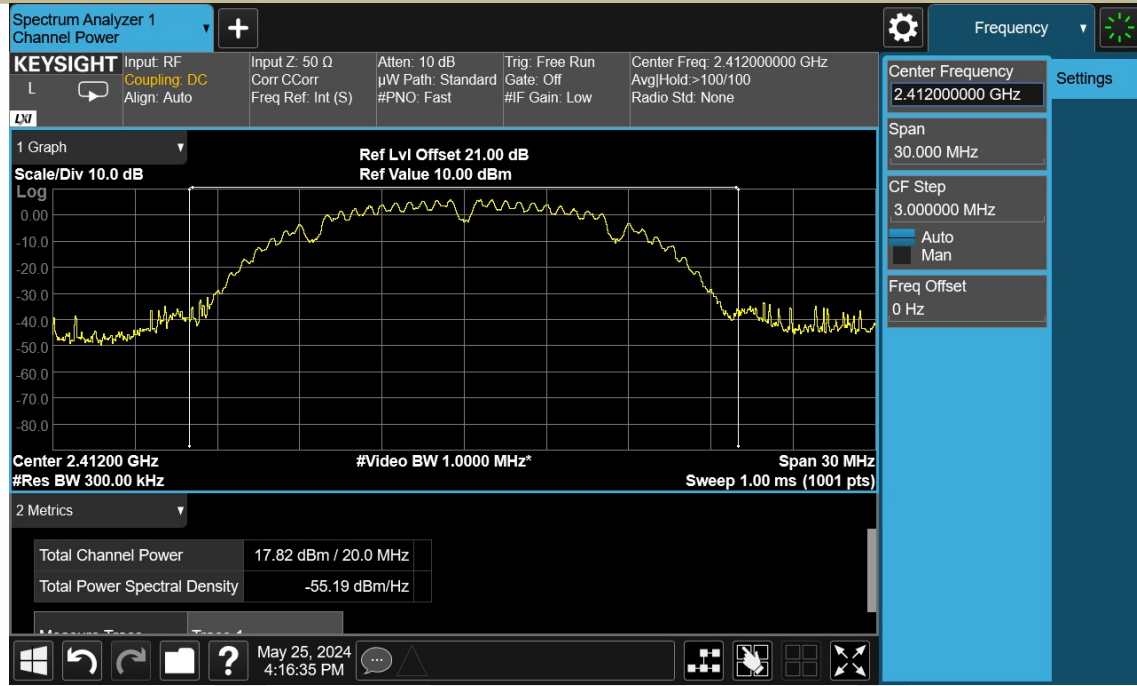 Spectrum Analyzer 1
Channel Power
Frequency
KEYSIGHT
L
LXI
Input: RF
Coupling: DC
Align: Auto
Input Z: 50 Ω
Corr CCorr
Freq Ref: Int (S)
Atten: 10 dB
µW Path: Standard
#PNO: Fast
Trig: Free Run
Gate: Off
#IF Gain: Low
Center Freq: 2.412000000 GHz
Avg|Hold:>100/100
Radio Std: None
Center Frequency
2.412000000 GHz
Settings
Span
30.000 MHz
CF Step
3.000000 MHz
Auto
Man
Freq Offset
0 Hz
1 Graph
Scale/Div 10.0 dB
Ref Lvl Offset 21.00 dB
Ref Value 10.00 dBm
Log
0.00
-10.0
-20.0
-30.0
-40.0
-50.0
-60.0
-70.0
-80.0
Center 2.41200 GHz
#Video BW 1.0000 MHz*
Span 30 MHz
#Res BW 300.00 kHz
Sweep 1.00 ms (1001 pts)
2 Metrics
Total Channel Power 17.82 dBm / 20.0 MHz
Total Power Spectral Density -55.19 dBm/Hz
?
May 25, 2024
4:16:35 PM